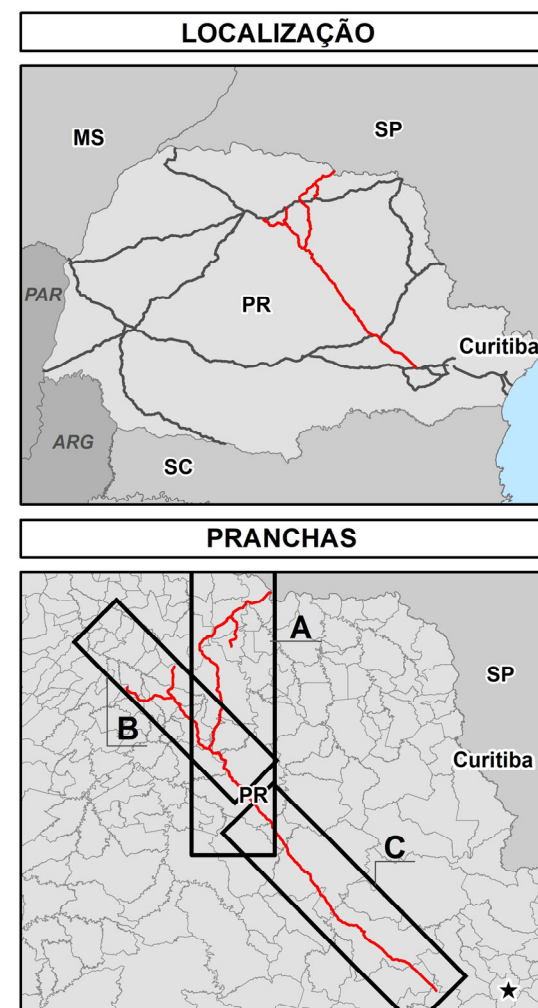 LOCALIZAÇÃO
MS
SP
PAR
PR
Curitiba
ARG
SC
PRANCHAS
A
SP
B
Curitiba
PR
C